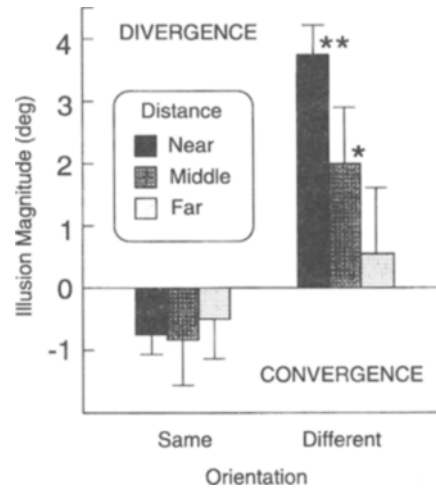 DIVERGENCE
4
3
2
1
0
-1
Illusion Magnitude (deg)
Distance
Near
Middle
Far
**
*
CONVERGENCE
Same Different
Orientation